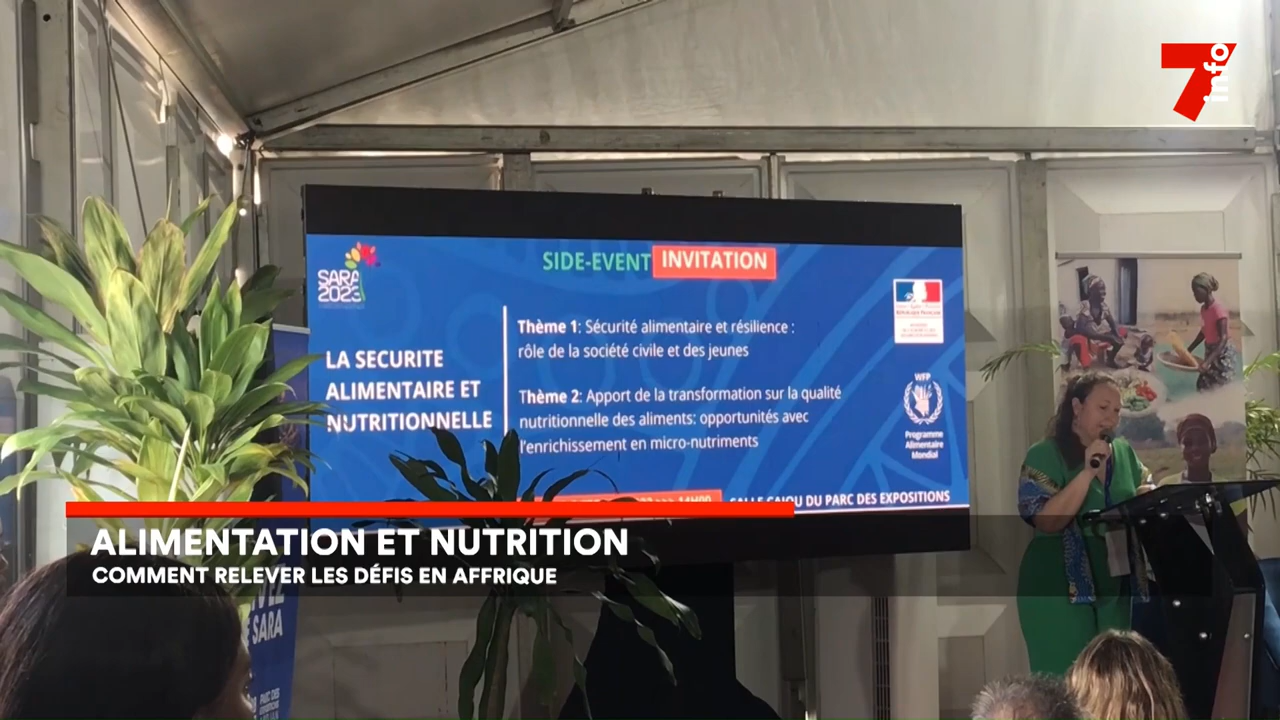 7
info
SIDE-EVENT INVITATION
SARA
2023
LA SECURITE
ALIMENTAIRE ET
NUTRITIONNELLE
Thème 1: Sécurité alimentaire et résilience :
rôle de la société civile et des jeunes
Thème 2: Apport de la transformation sur la qualité
nutritionnelle des aliments: opportunités avec
l'enrichissement en micro-nutriments
WFP
Programme
Alimentaire
Mondial
14H00
SALLE CAJOU DU PARC DES EXPOSITIONS
ALIMENTATION ET NUTRITION
COMMENT RELEVER LES DÉFIS EN AFFRIQUE
SARA